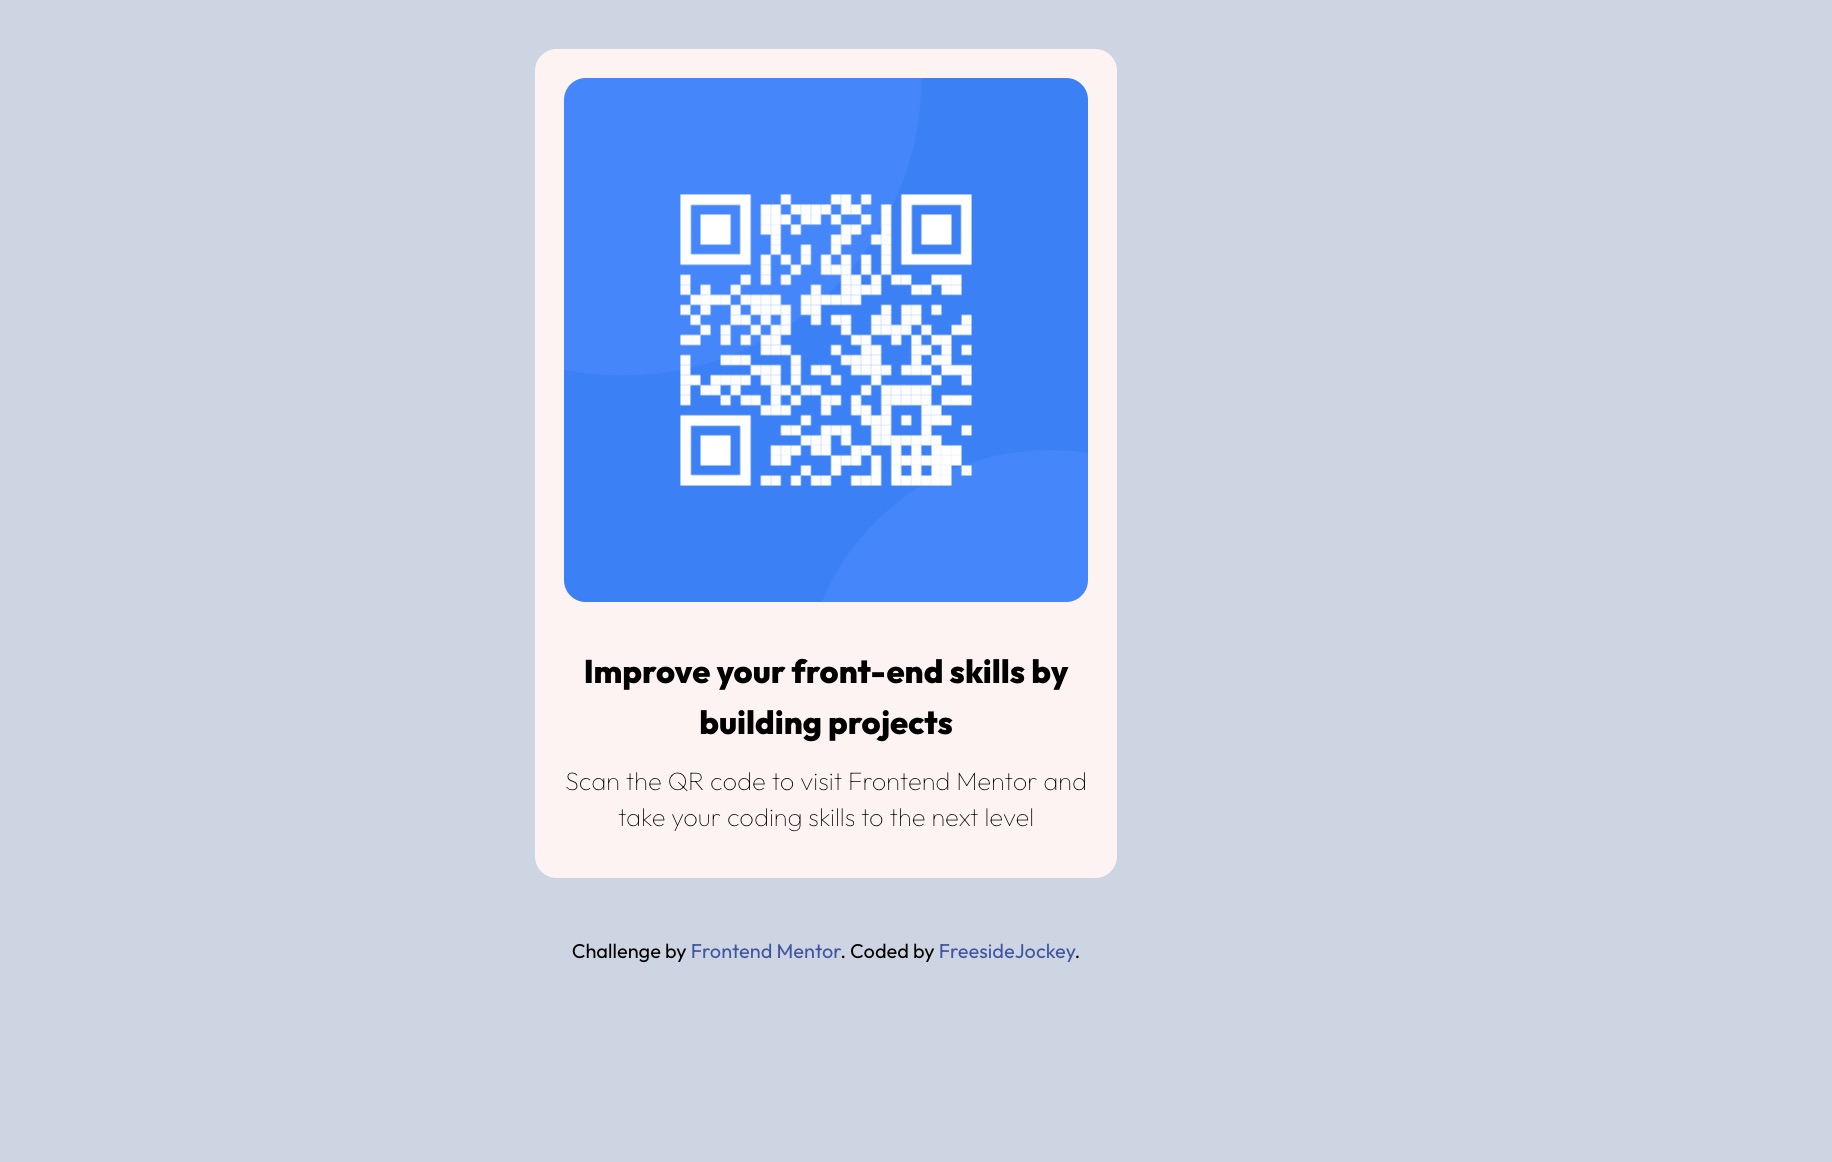 Improve your front-end skills by
building projects
Scan the QR code to visit Frontend Mentor and
take your coding skills to the next level
Challenge by Frontend Mentor. Coded by FreesideJockey.